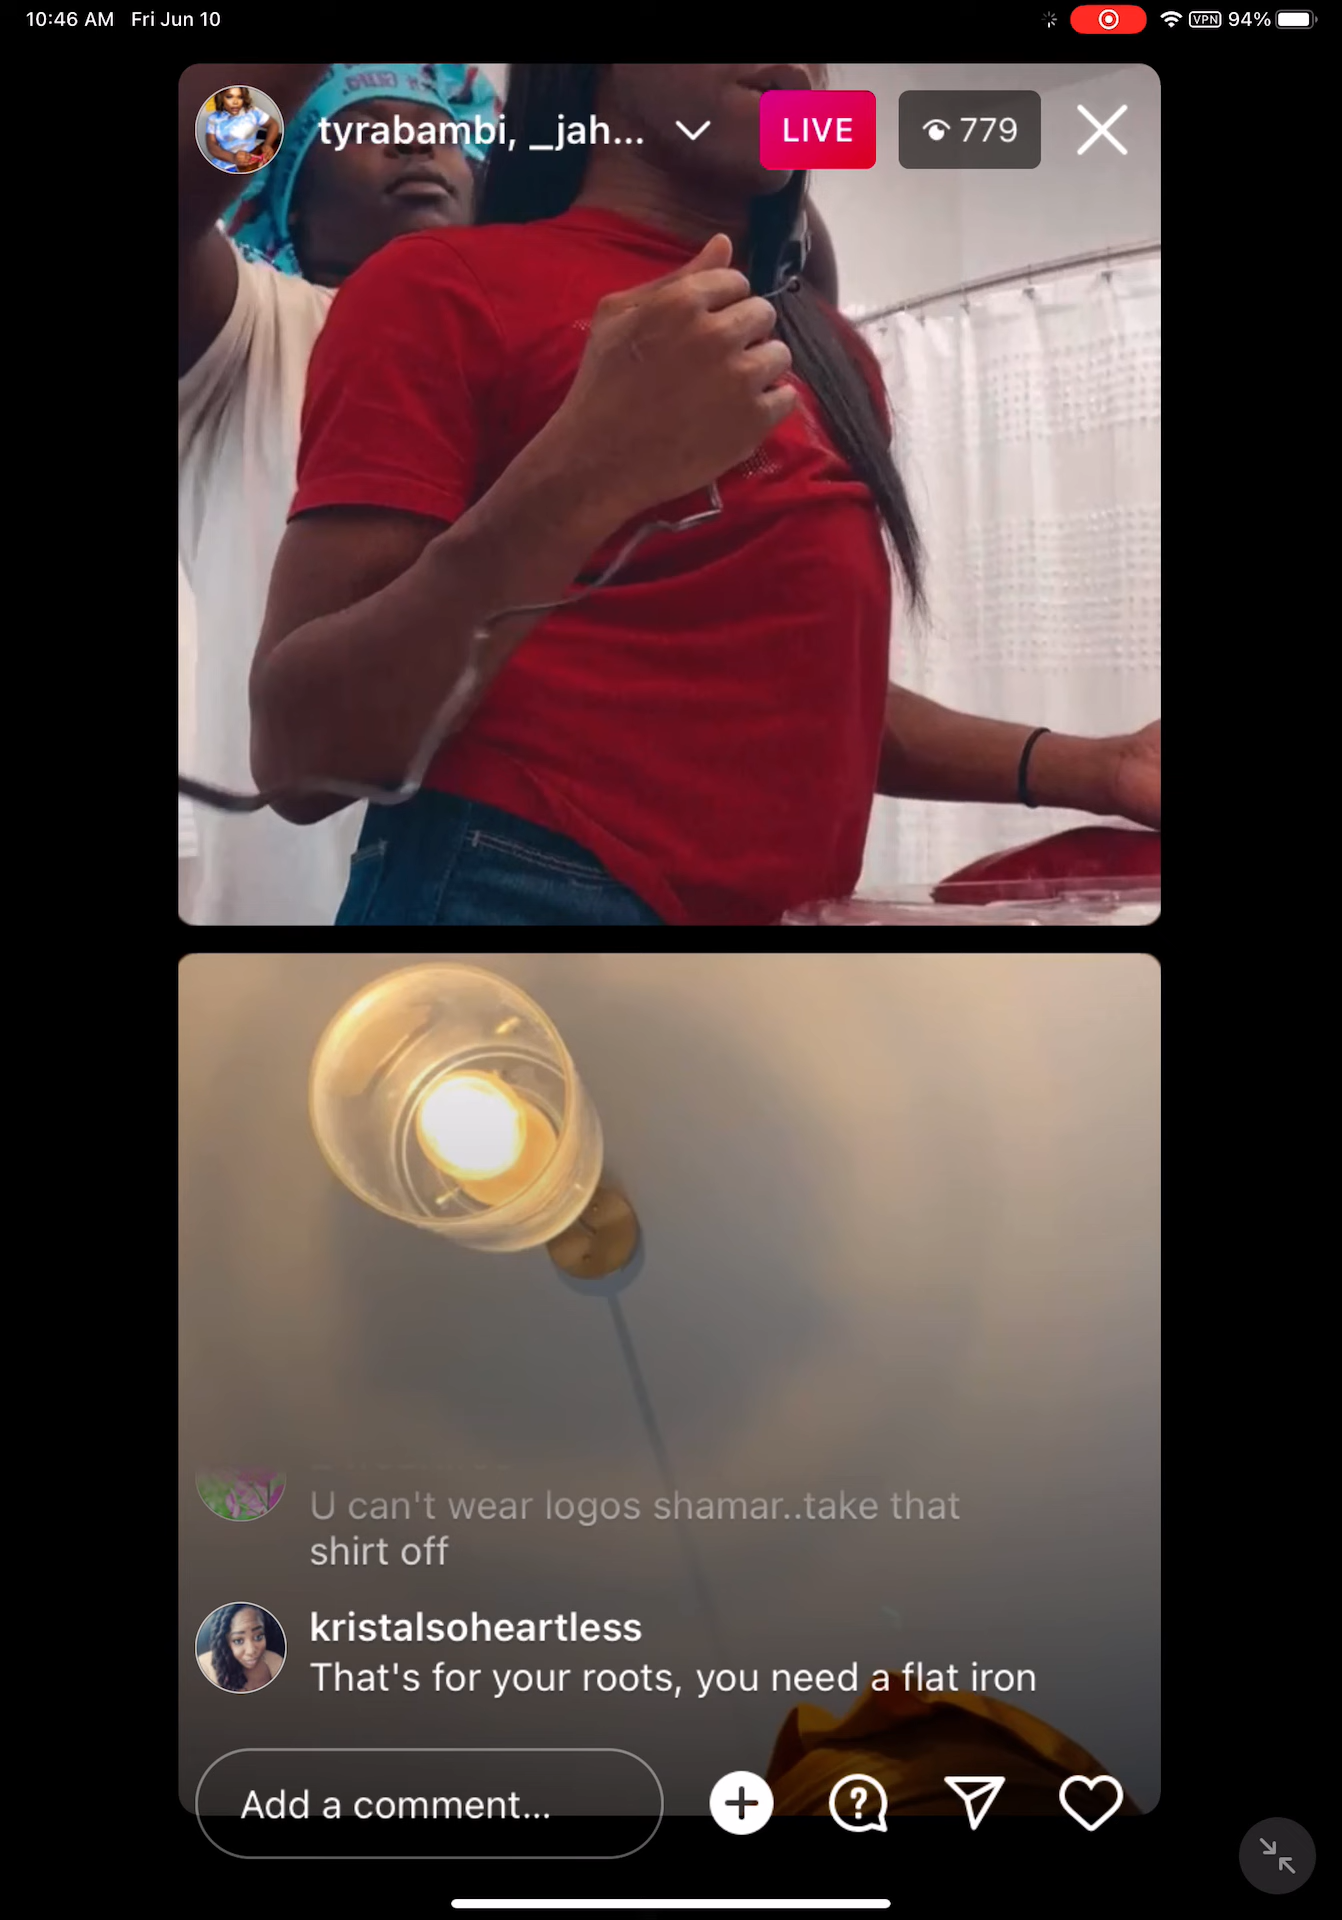 10:46 AM Fri Jun 10
VPN 94%
tyrabambi, _jah...
LIVE
779
U can't wear logos shamar..take that
shirt off
kristalsoheartless
That's for your roots, you need a flat iron
Add a comment...